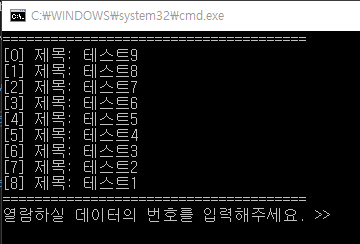 C:₩WINDOWS₩system32₩cmd.exe
====================================
[0] 제목: 테스트9
[1] 제목: 테스트8
[2] 제목: 테스트7
[3] 제목: 테스트6
[4] 제목: 테스트5
[5] 제목: 테스트4
[6] 제목: 테스트3
[7] 제목: 테스트2
[8] 제목: 테스트1
====================================
열람하실 데이터의 번호를 입력해주세요. >>